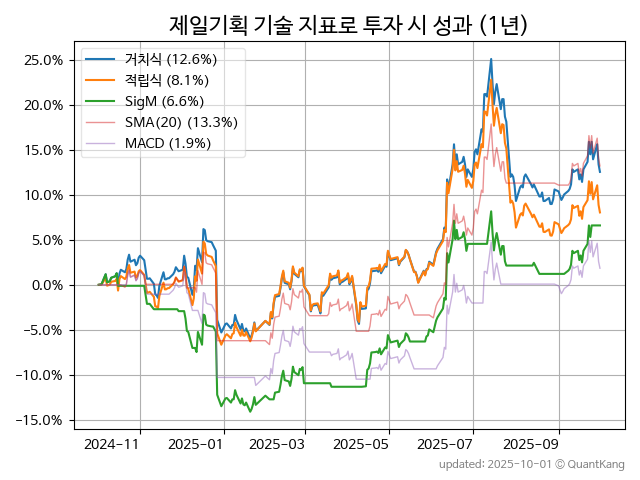 제일기획 기술 지표로 투자 시 성과 (1년)
거치식 (12.6%)
적립식 (8.1%)
SigM (6.6%)
SMA(20) (13.3%)
MACD (1.9%)
25.0%
20.0%
15.0%
10.0%
5.0%
0.0%
−5.0%
−10.0%
−15.0%
2024-11 2025-01 2025-03 2025-05 2025-07 2025-09
updated: 2025-10-01 © QuantKang